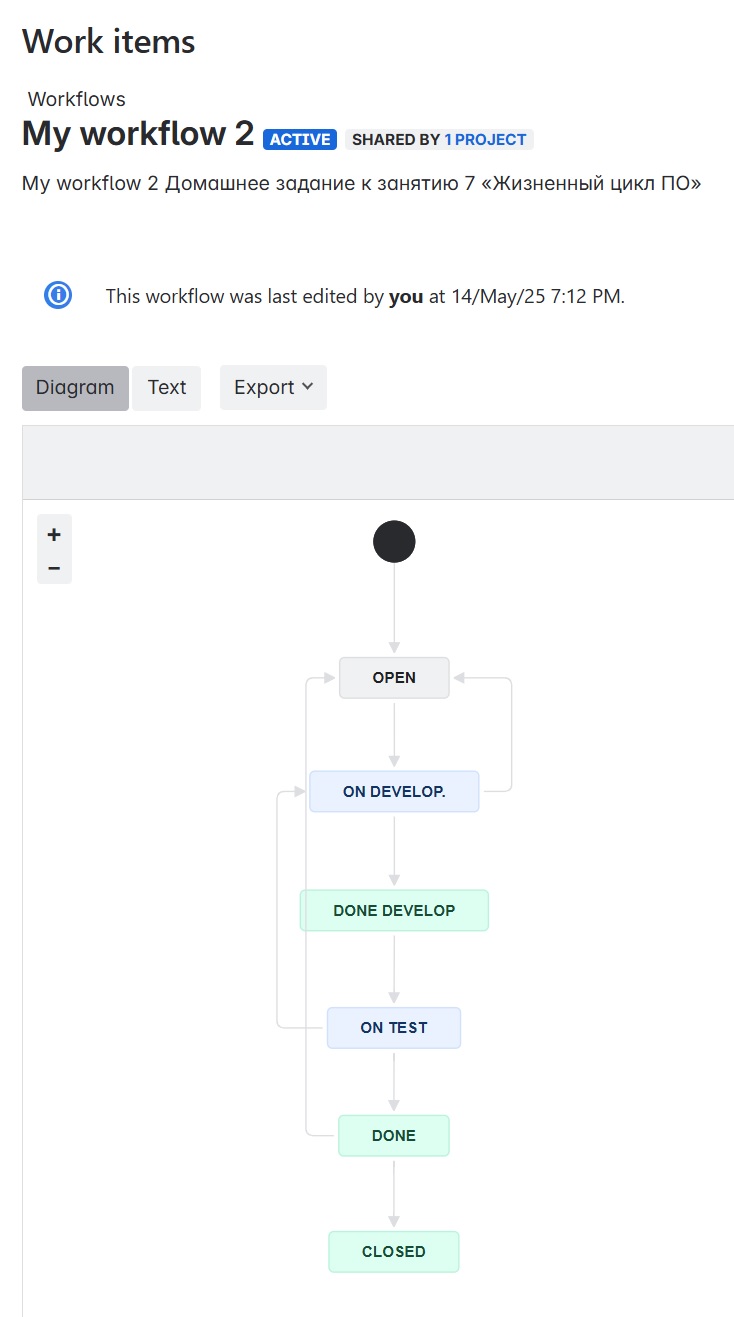 Work items
Workflows
My workflow 2 ACTIVE SHARED BY 1 PROJECT
My workflow 2 Домашнее задание к занятию 7 «Жизненный цикл ПО»
This workflow was last edited by you at 14/May/25 7:12 PM.
Diagram Text Export
+
−
OPEN
ON DEVELOP.
DONE DEVELOP
ON TEST
DONE
CLOSED